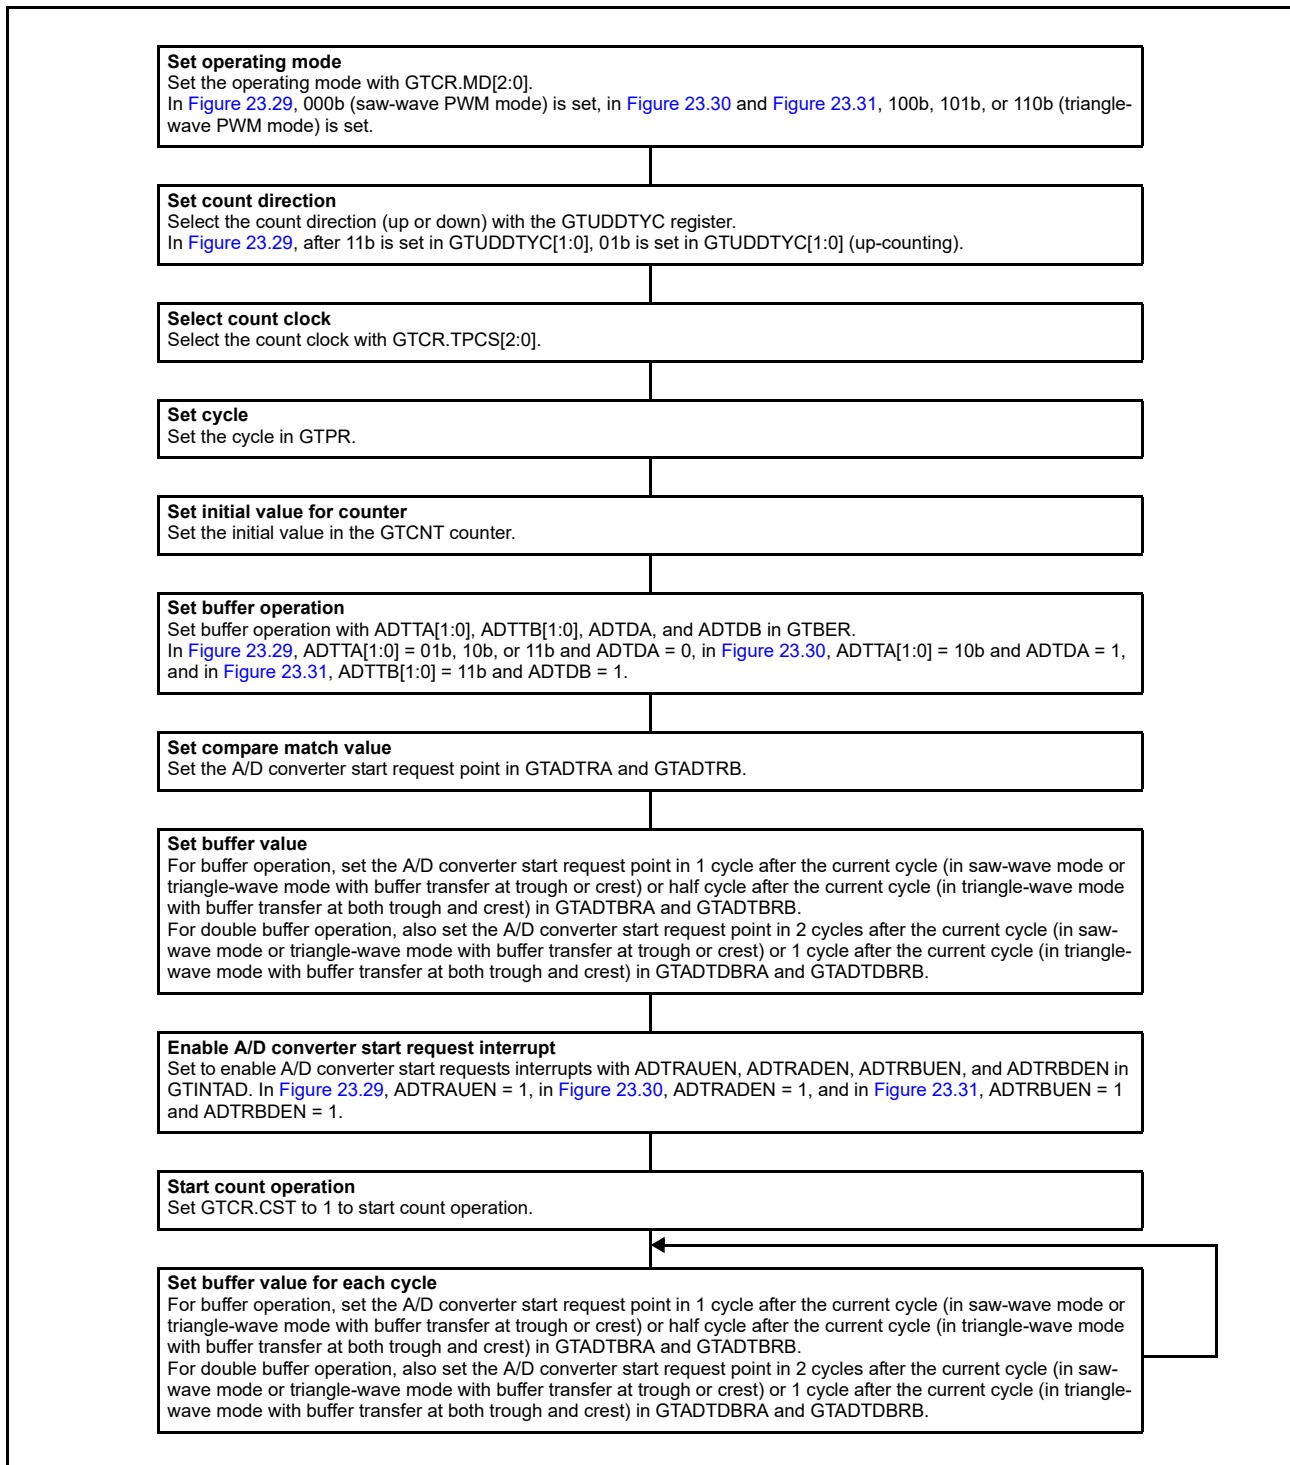 Set operating mode
Set the operating mode with GTCR.MD[2:0].
In Figure 23.29, 000b (saw-wave PWM mode) is set, in Figure 23.30 and Figure 23.31, 100b, 101b, or 110b (triangle-
wave PWM mode) is set.
Set count direction
Select the count direction (up or down) with the GTUDDTYC register.
In Figure 23.29, after 11b is set in GTUDDTYC[1:0], 01b is set in GTUDDTYC[1:0] (up-counting).
Select count clock
Select the count clock with GTCR.TPCS[2:0].
Set cycle
Set the cycle in GTPR.
Set initial value for counter
Set the initial value in the GTCNT counter.
Set buffer operation
Set buffer operation with ADTTA[1:0], ADTTB[1:0], ADTDA, and ADTDB in GTBER.
In Figure 23.29, ADTTA[1:0] = 01b, 10b, or 11b and ADTDA = 0, in Figure 23.30, ADTTA[1:0] = 10b and ADTDA = 1,
and in Figure 23.31, ADTTB[1:0] = 11b and ADTDB = 1.
Set compare match value
Set the A/D converter start request point in GTADTRA and GTADTRB.
Set buffer value
For buffer operation, set the A/D converter start request point in 1 cycle after the current cycle (in saw-wave mode or
triangle-wave mode with buffer transfer at trough or crest) or half cycle after the current cycle (in triangle-wave mode
with buffer transfer at both trough and crest) in GTADTBRA and GTADTBRB.
For double buffer operation, also set the A/D converter start request point in 2 cycles after the current cycle (in saw-
wave mode or triangle-wave mode with buffer transfer at trough or crest) or 1 cycle after the current cycle (in triangle-
wave mode with buffer transfer at both trough and crest) in GTADTDBRA and GTADTDBRB.
Enable A/D converter start request interrupt
Set to enable A/D converter start requests interrupts with ADTRAUEN, ADTRADEN, ADTRBUEN, and ADTRBDEN in
GTINTAD. In Figure 23.29, ADTRAUEN = 1, in Figure 23.30, ADTRADEN = 1, and in Figure 23.31, ADTRBUEN = 1
and ADTRBDEN = 1.
Start count operation
Set GTCR.CST to 1 to start count operation.
Set buffer value for each cycle
For buffer operation, set the A/D converter start request point in 1 cycle after the current cycle (in saw-wave mode or
triangle-wave mode with buffer transfer at trough or crest) or half cycle after the current cycle (in triangle-wave mode
with buffer transfer at both trough and crest) in GTADTBRA and GTADTBRB.
For double buffer operation, also set the A/D converter start request point in 2 cycles after the current cycle (in saw-
wave mode or triangle-wave mode with buffer transfer at trough or crest) or 1 cycle after the current cycle (in triangle-
wave mode with buffer transfer at both trough and crest) in GTADTDBRA and GTADTDBRB.